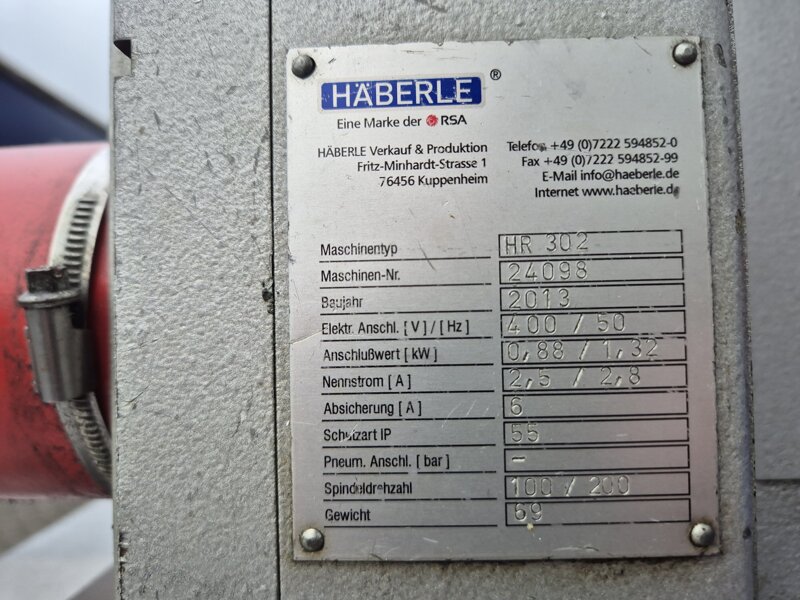 HÄBERLE ®
Eine Marke der RSA
HÄBERLE Verkauf & Produktion
Fritz-Minhardt-Strasse 1
76456 Kuppenheim
Telefon +49 (0)7222 594852-0
Fax +49 (0)7222 594852-99
E-Mail info@haeberle.de
Internet www.haeberle.de
Maschinentyp HR 302
Maschinen-Nr. 24098
Baujahr 2013
Elektr. Anschl. [ V ] / [ Hz ] 400 / 50
Anschlußwert [ kW ] 0,88 / 1,32
Nennstrom [ A ] 2,5 / 2,8
Absicherung [ A ] 6
Schutzart IP 55
Pneum. Anschl. [ bar ] –
Spindeldrehzahl 100 / 200
Gewicht 69